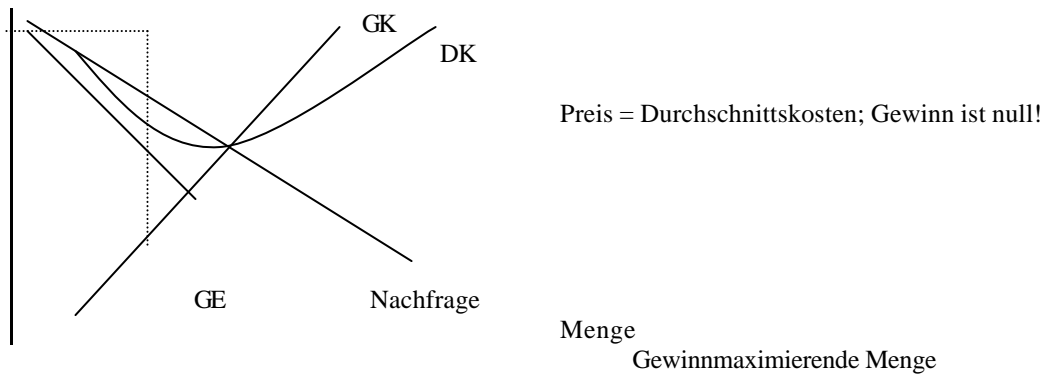 GK
DK
Preis = Durchschnittskosten; Gewinn ist null!
GE
Nachfrage
Menge
Gewinnmaximierende Menge